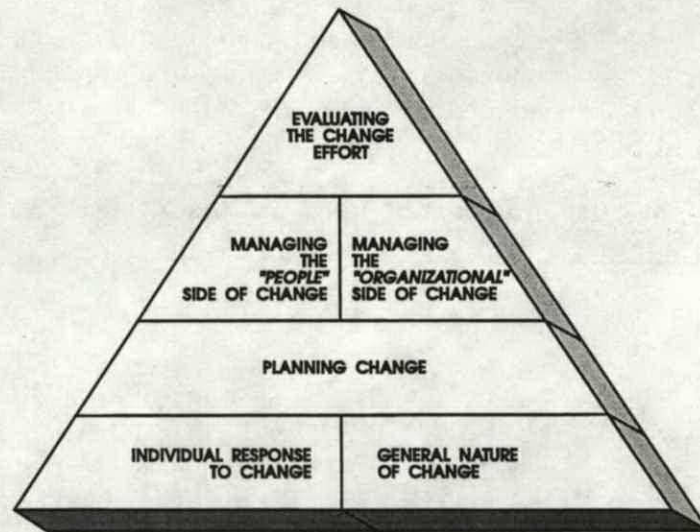 EVALUATING
THE CHANGE
EFFORT
MANAGING
THE
"PEOPLE"
SIDE OF CHANGE
MANAGING
THE
"ORGANIZATIONAL"
SIDE OF CHANGE
PLANNING CHANGE
INDIVIDUAL RESPONSE
TO CHANGE
GENERAL NATURE
OF CHANGE